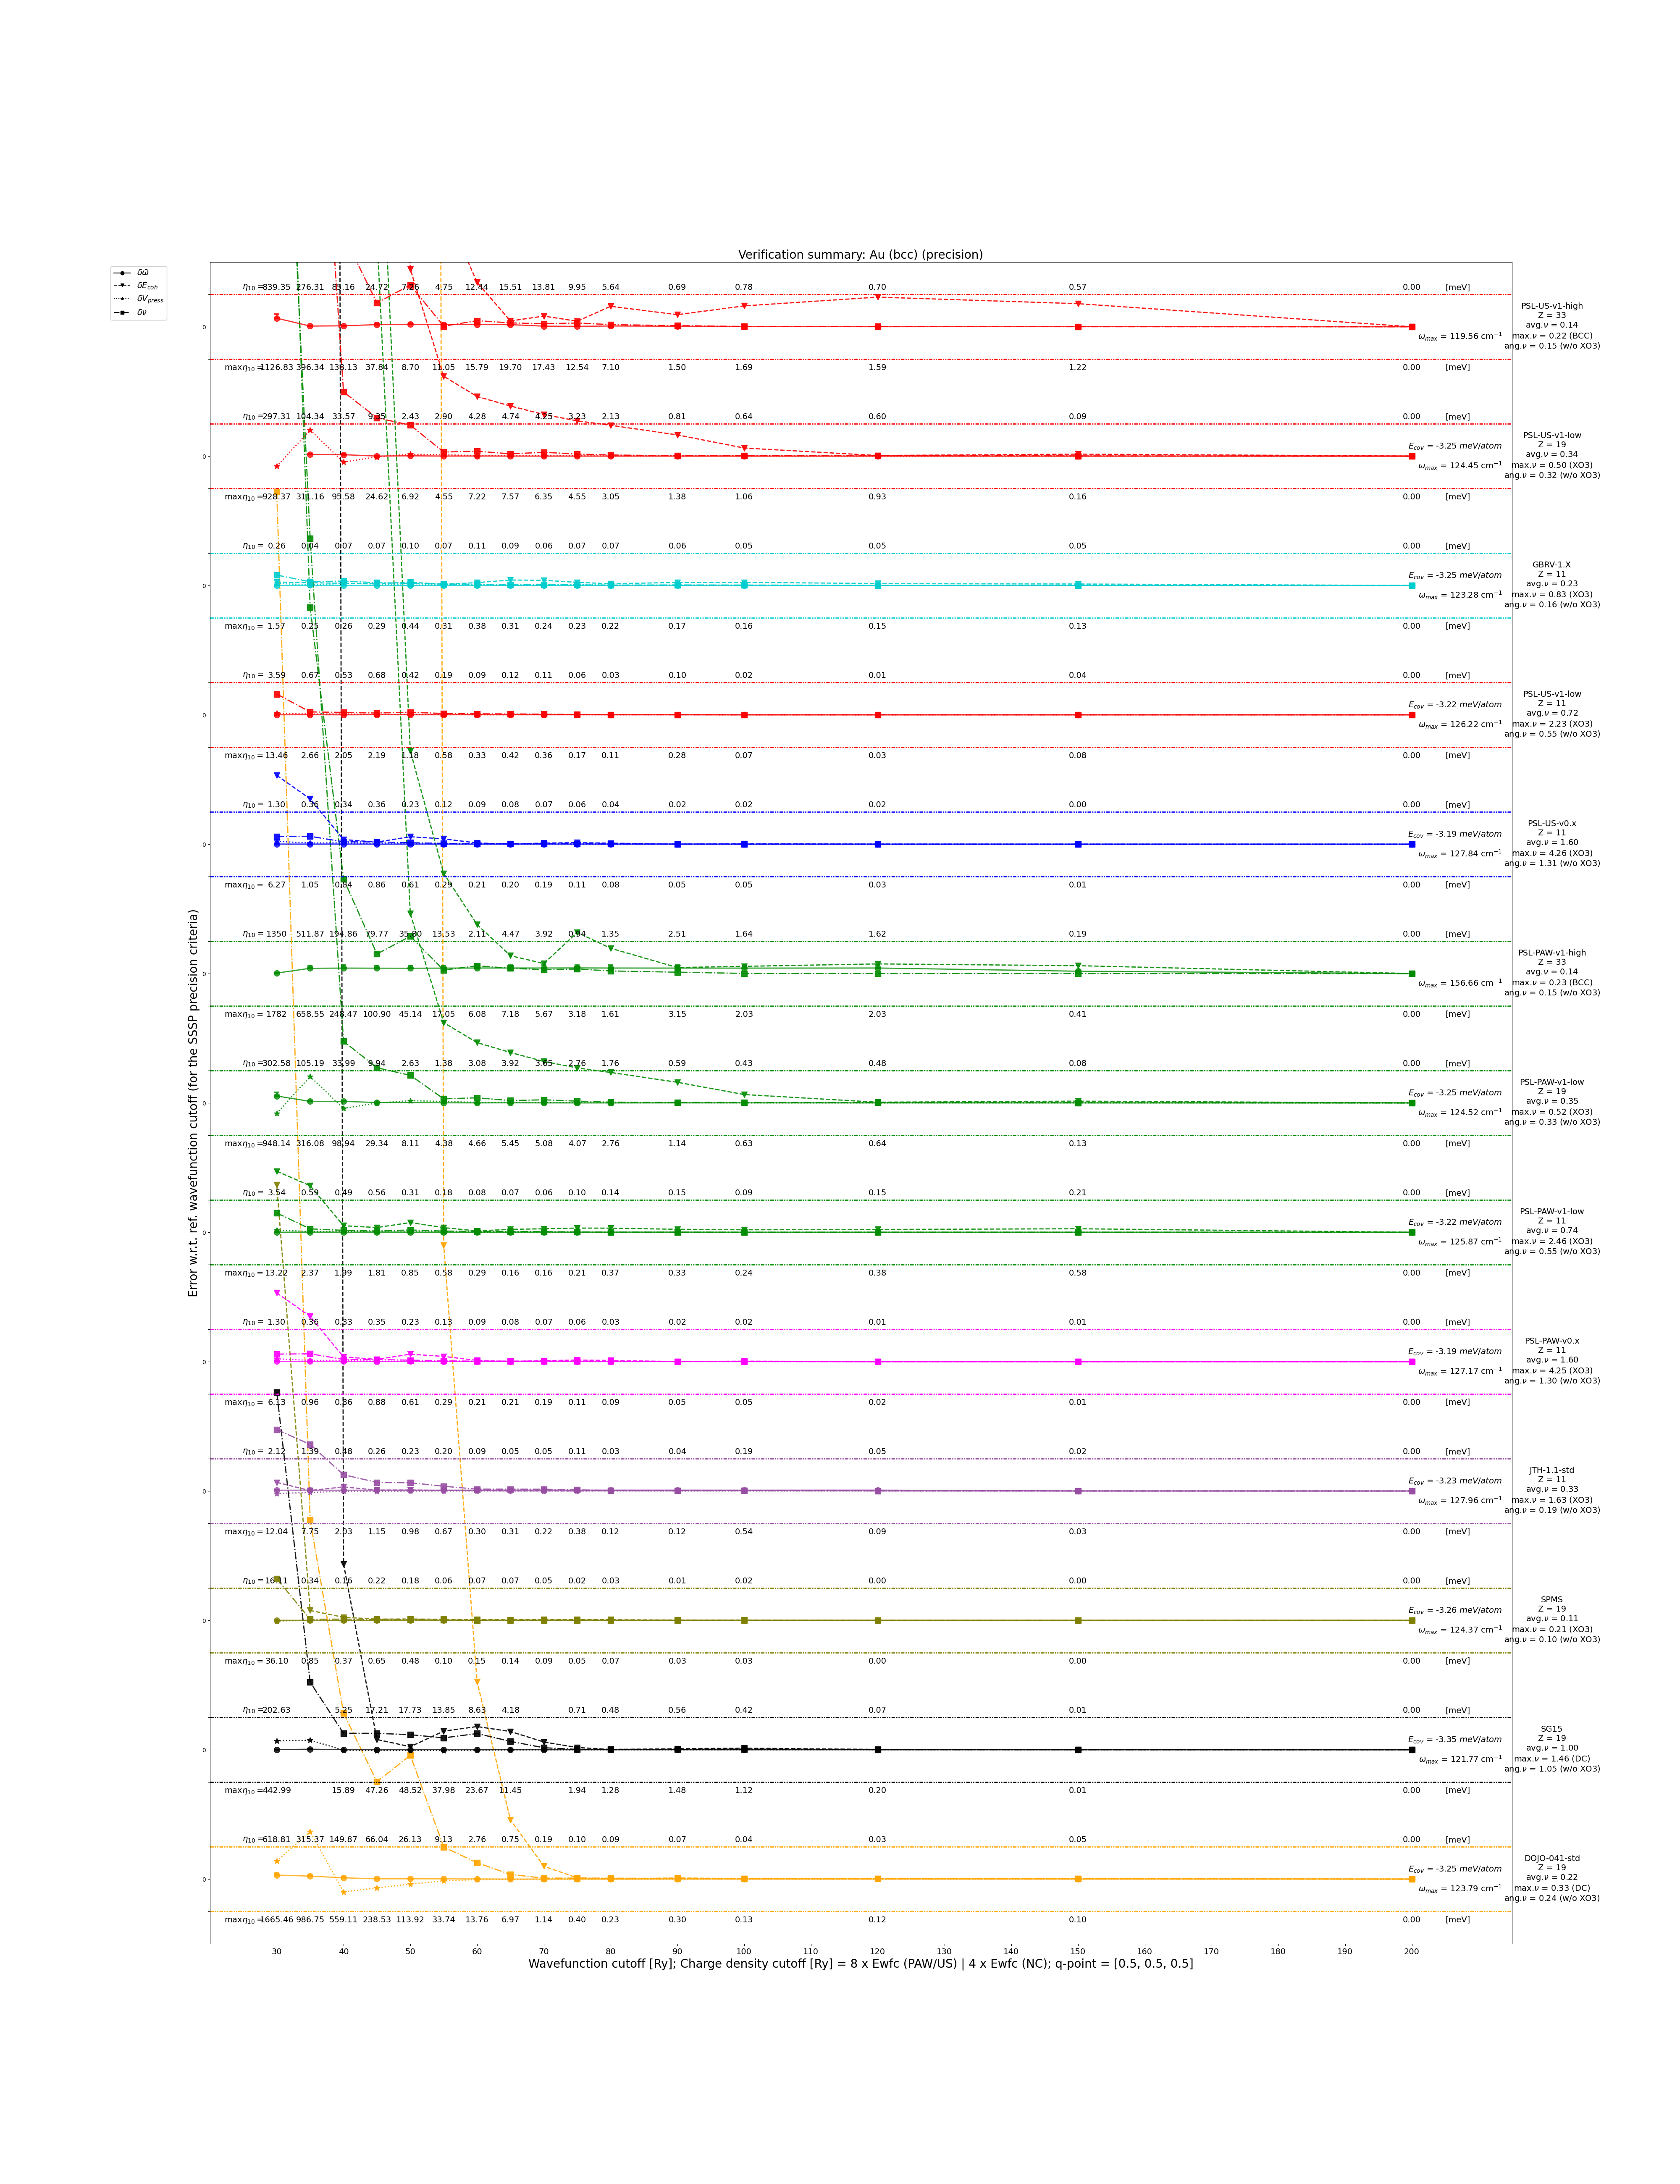 Verification summary: Au (bcc) (precision)
δω̄
δE_coh
δV_press
δν
Error w.r.t. ref. wavefunction cutoff (for the SSSP precision criteria)
η₁₀ = 839.35 276.31 24.72 4.75 12.44 15.51 13.81 9.95 5.64 0.69 0.78 0.70 0.57 0.00 [meV]
0
PSL-US-v1-high
Z = 33
avg.ν = 0.14
ω_max = 119.56 cm⁻¹
max.ν = 0.22 (BCC)
ang.ν = 0.15 (w/o XO3)
maxη₁₀ = 1126.83 396.34 138.13 37.84 8.70 11.05 15.79 19.70 17.43 12.54 7.10 1.50 1.69 1.59 1.22 0.00 [meV]
η₁₀ = 297.31 104.34 33.57 9.35 2.43 2.90 4.28 4.74 4.25 3.23 2.13 0.81 0.64 0.60 0.09 0.00 [meV]
0
PSL-US-v1-low
Z = 19
avg.ν = 0.34
E_cov = -3.25 meV/atom
ω_max = 124.45 cm⁻¹
max.ν = 0.50 (XO3)
ang.ν = 0.32 (w/o XO3)
maxη₁₀ = 928.37 311.16 95.58 24.62 6.92 4.55 7.22 7.57 6.35 4.55 3.05 1.38 1.06 0.93 0.16 0.00 [meV]
η₁₀ = 0.26 0.04 0.07 0.07 0.10 0.07 0.11 0.09 0.06 0.07 0.07 0.06 0.05 0.05 0.05 0.00 [meV]
0
GBRV-1.X
Z = 11
avg.ν = 0.23
E_cov = -3.25 meV/atom
ω_max = 123.28 cm⁻¹
max.ν = 0.83 (XO3)
ang.ν = 0.16 (w/o XO3)
maxη₁₀ = 1.57 0.25 0.26 0.29 0.44 0.31 0.38 0.31 0.24 0.23 0.22 0.17 0.16 0.15 0.13 0.00 [meV]
η₁₀ = 3.59 0.67 0.53 0.68 0.42 0.19 0.09 0.12 0.11 0.06 0.03 0.10 0.02 0.01 0.04 0.00 [meV]
0
PSL-US-v1-low
Z = 11
avg.ν = 0.72
E_cov = -3.22 meV/atom
ω_max = 126.22 cm⁻¹
max.ν = 2.23 (XO3)
ang.ν = 0.55 (w/o XO3)
maxη₁₀ = 13.46 2.66 2.05 2.19 1.18 0.58 0.33 0.42 0.36 0.17 0.11 0.28 0.07 0.03 0.08 0.00 [meV]
η₁₀ = 1.30 0.36 0.34 0.36 0.23 0.12 0.09 0.08 0.07 0.06 0.04 0.02 0.02 0.02 0.00 0.00 [meV]
0
PSL-US-v0.x
Z = 11
avg.ν = 1.60
E_cov = -3.19 meV/atom
ω_max = 127.84 cm⁻¹
max.ν = 4.26 (XO3)
ang.ν = 1.31 (w/o XO3)
maxη₁₀ = 6.27 1.05 0.84 0.86 0.61 0.29 0.21 0.20 0.19 0.11 0.08 0.05 0.05 0.03 0.01 0.00 [meV]
η₁₀ = 1350 511.87 194.86 79.77 35.80 13.53 2.11 4.47 3.92 0.94 1.35 2.51 1.64 1.62 0.19 0.00 [meV]
0
PSL-PAW-v1-high
Z = 33
avg.ν = 0.14
ω_max = 156.66 cm⁻¹
max.ν = 0.23 (BCC)
ang.ν = 0.15 (w/o XO3)
maxη₁₀ = 1782 658.55 248.47 100.90 45.14 17.05 6.08 7.18 5.67 3.18 1.61 3.15 2.03 2.03 0.41 0.00 [meV]
η₁₀ = 302.58 105.19 33.99 9.94 2.63 1.38 3.08 3.92 3.65 2.76 1.76 0.59 0.43 0.48 0.08 0.00 [meV]
0
PSL-PAW-v1-low
Z = 19
avg.ν = 0.35
E_cov = -3.25 meV/atom
ω_max = 124.52 cm⁻¹
max.ν = 0.52 (XO3)
ang.ν = 0.33 (w/o XO3)
maxη₁₀ = 948.14 316.08 98.94 29.34 8.11 4.38 4.66 5.45 5.08 4.07 2.76 1.14 0.63 0.64 0.13 0.00 [meV]
η₁₀ = 3.54 0.59 0.49 0.56 0.31 0.18 0.08 0.07 0.06 0.10 0.14 0.15 0.09 0.15 0.21 0.00 [meV]
0
PSL-PAW-v1-low
Z = 11
avg.ν = 0.74
E_cov = -3.22 meV/atom
ω_max = 125.87 cm⁻¹
max.ν = 2.46 (XO3)
ang.ν = 0.55 (w/o XO3)
maxη₁₀ = 13.22 2.37 1.99 1.81 0.85 0.58 0.29 0.16 0.16 0.21 0.37 0.33 0.24 0.38 0.58 0.00 [meV]
η₁₀ = 1.30 0.36 0.33 0.35 0.23 0.13 0.09 0.08 0.07 0.06 0.03 0.02 0.02 0.01 0.01 0.00 [meV]
0
PSL-PAW-v0.x
Z = 11
avg.ν = 1.60
E_cov = -3.19 meV/atom
ω_max = 127.17 cm⁻¹
max.ν = 4.25 (XO3)
ang.ν = 1.30 (w/o XO3)
maxη₁₀ = 6.13 0.96 0.86 0.88 0.61 0.29 0.21 0.21 0.19 0.11 0.09 0.05 0.05 0.02 0.01 0.00 [meV]
η₁₀ = 2.12 1.39 0.48 0.26 0.23 0.20 0.09 0.05 0.05 0.11 0.03 0.04 0.19 0.05 0.02 0.00 [meV]
0
JTH-1.1-std
Z = 11
avg.ν = 0.33
E_cov = -3.23 meV/atom
ω_max = 127.96 cm⁻¹
max.ν = 1.63 (XO3)
ang.ν = 0.19 (w/o XO3)
maxη₁₀ = 12.04 7.75 2.03 1.15 0.98 0.67 0.30 0.31 0.22 0.38 0.12 0.12 0.54 0.09 0.03 0.00 [meV]
η₁₀ = 0.34 0.16 0.22 0.18 0.06 0.07 0.07 0.05 0.02 0.03 0.01 0.02 0.00 0.00 0.00 [meV]
0
SPMS
Z = 19
avg.ν = 0.11
E_cov = -3.26 meV/atom
ω_max = 124.37 cm⁻¹
max.ν = 0.21 (XO3)
ang.ν = 0.10 (w/o XO3)
maxη₁₀ = 36.10 0.85 0.37 0.65 0.48 0.10 0.15 0.14 0.09 0.05 0.07 0.03 0.03 0.00 0.00 0.00 [meV]
η₁₀ = 202.63 5.25 17.21 17.73 13.85 8.63 4.18 0.71 0.48 0.56 0.42 0.07 0.01 0.00 [meV]
0
SG15
Z = 19
avg.ν = 1.00
E_cov = -3.35 meV/atom
ω_max = 121.77 cm⁻¹
max.ν = 1.46 (DC)
ang.ν = 1.05 (w/o XO3)
maxη₁₀ = 442.99 15.89 47.26 48.52 37.98 23.67 11.45 1.94 1.28 1.48 1.12 0.20 0.01 0.00 [meV]
η₁₀ = 618.81 315.37 149.87 66.04 26.13 9.13 2.76 0.75 0.19 0.10 0.09 0.07 0.04 0.03 0.05 0.00 [meV]
0
DOJO-041-std
Z = 19
avg.ν = 0.22
E_cov = -3.25 meV/atom
ω_max = 123.79 cm⁻¹
max.ν = 0.33 (DC)
ang.ν = 0.24 (w/o XO3)
maxη₁₀ = 1665.46 986.75 559.11 238.53 113.92 33.74 13.76 6.97 1.14 0.40 0.23 0.30 0.13 0.12 0.10 0.00 [meV]
30 40 50 60 70 80 90 100 110 120 130 140 150 160 170 180 190 200
Wavefunction cutoff [Ry]; Charge density cutoff [Ry] = 8 x Ewfc (PAW/US) | 4 x Ewfc (NC); q-point = [0.5, 0.5, 0.5]